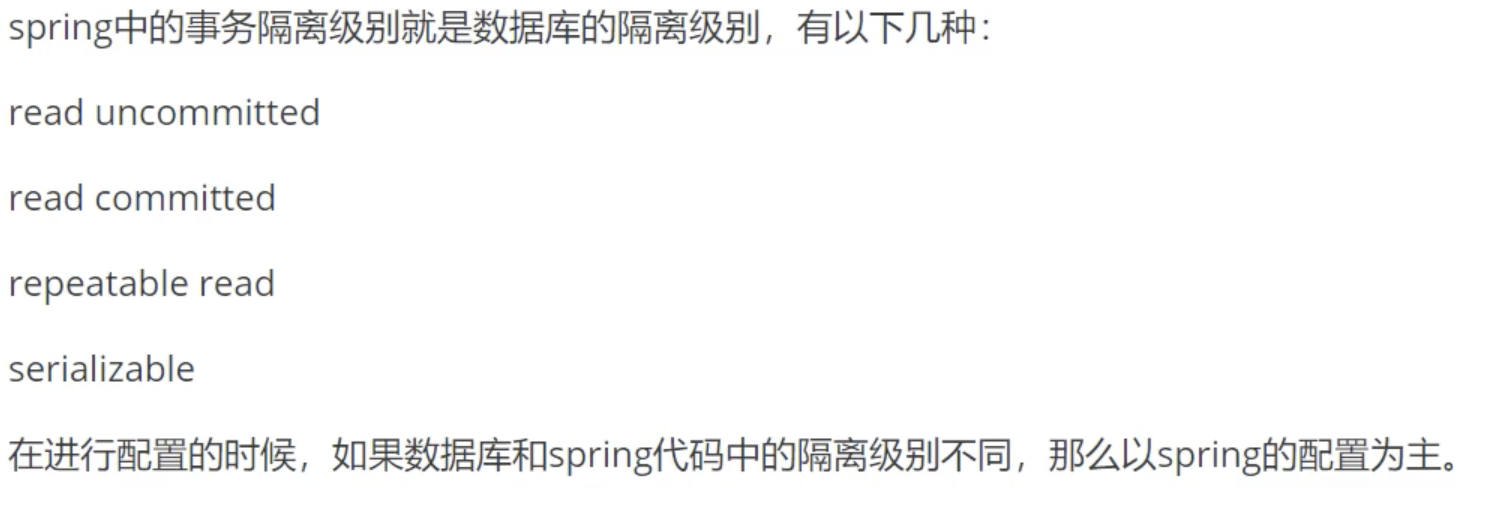 spring中的事务隔离级别就是数据库的隔离级别，有以下几种：
read uncommitted
read committed
repeatable read
serializable
在进行配置的时候，如果数据库和spring代码中的隔离级别不同，那么以spring的配置为主。